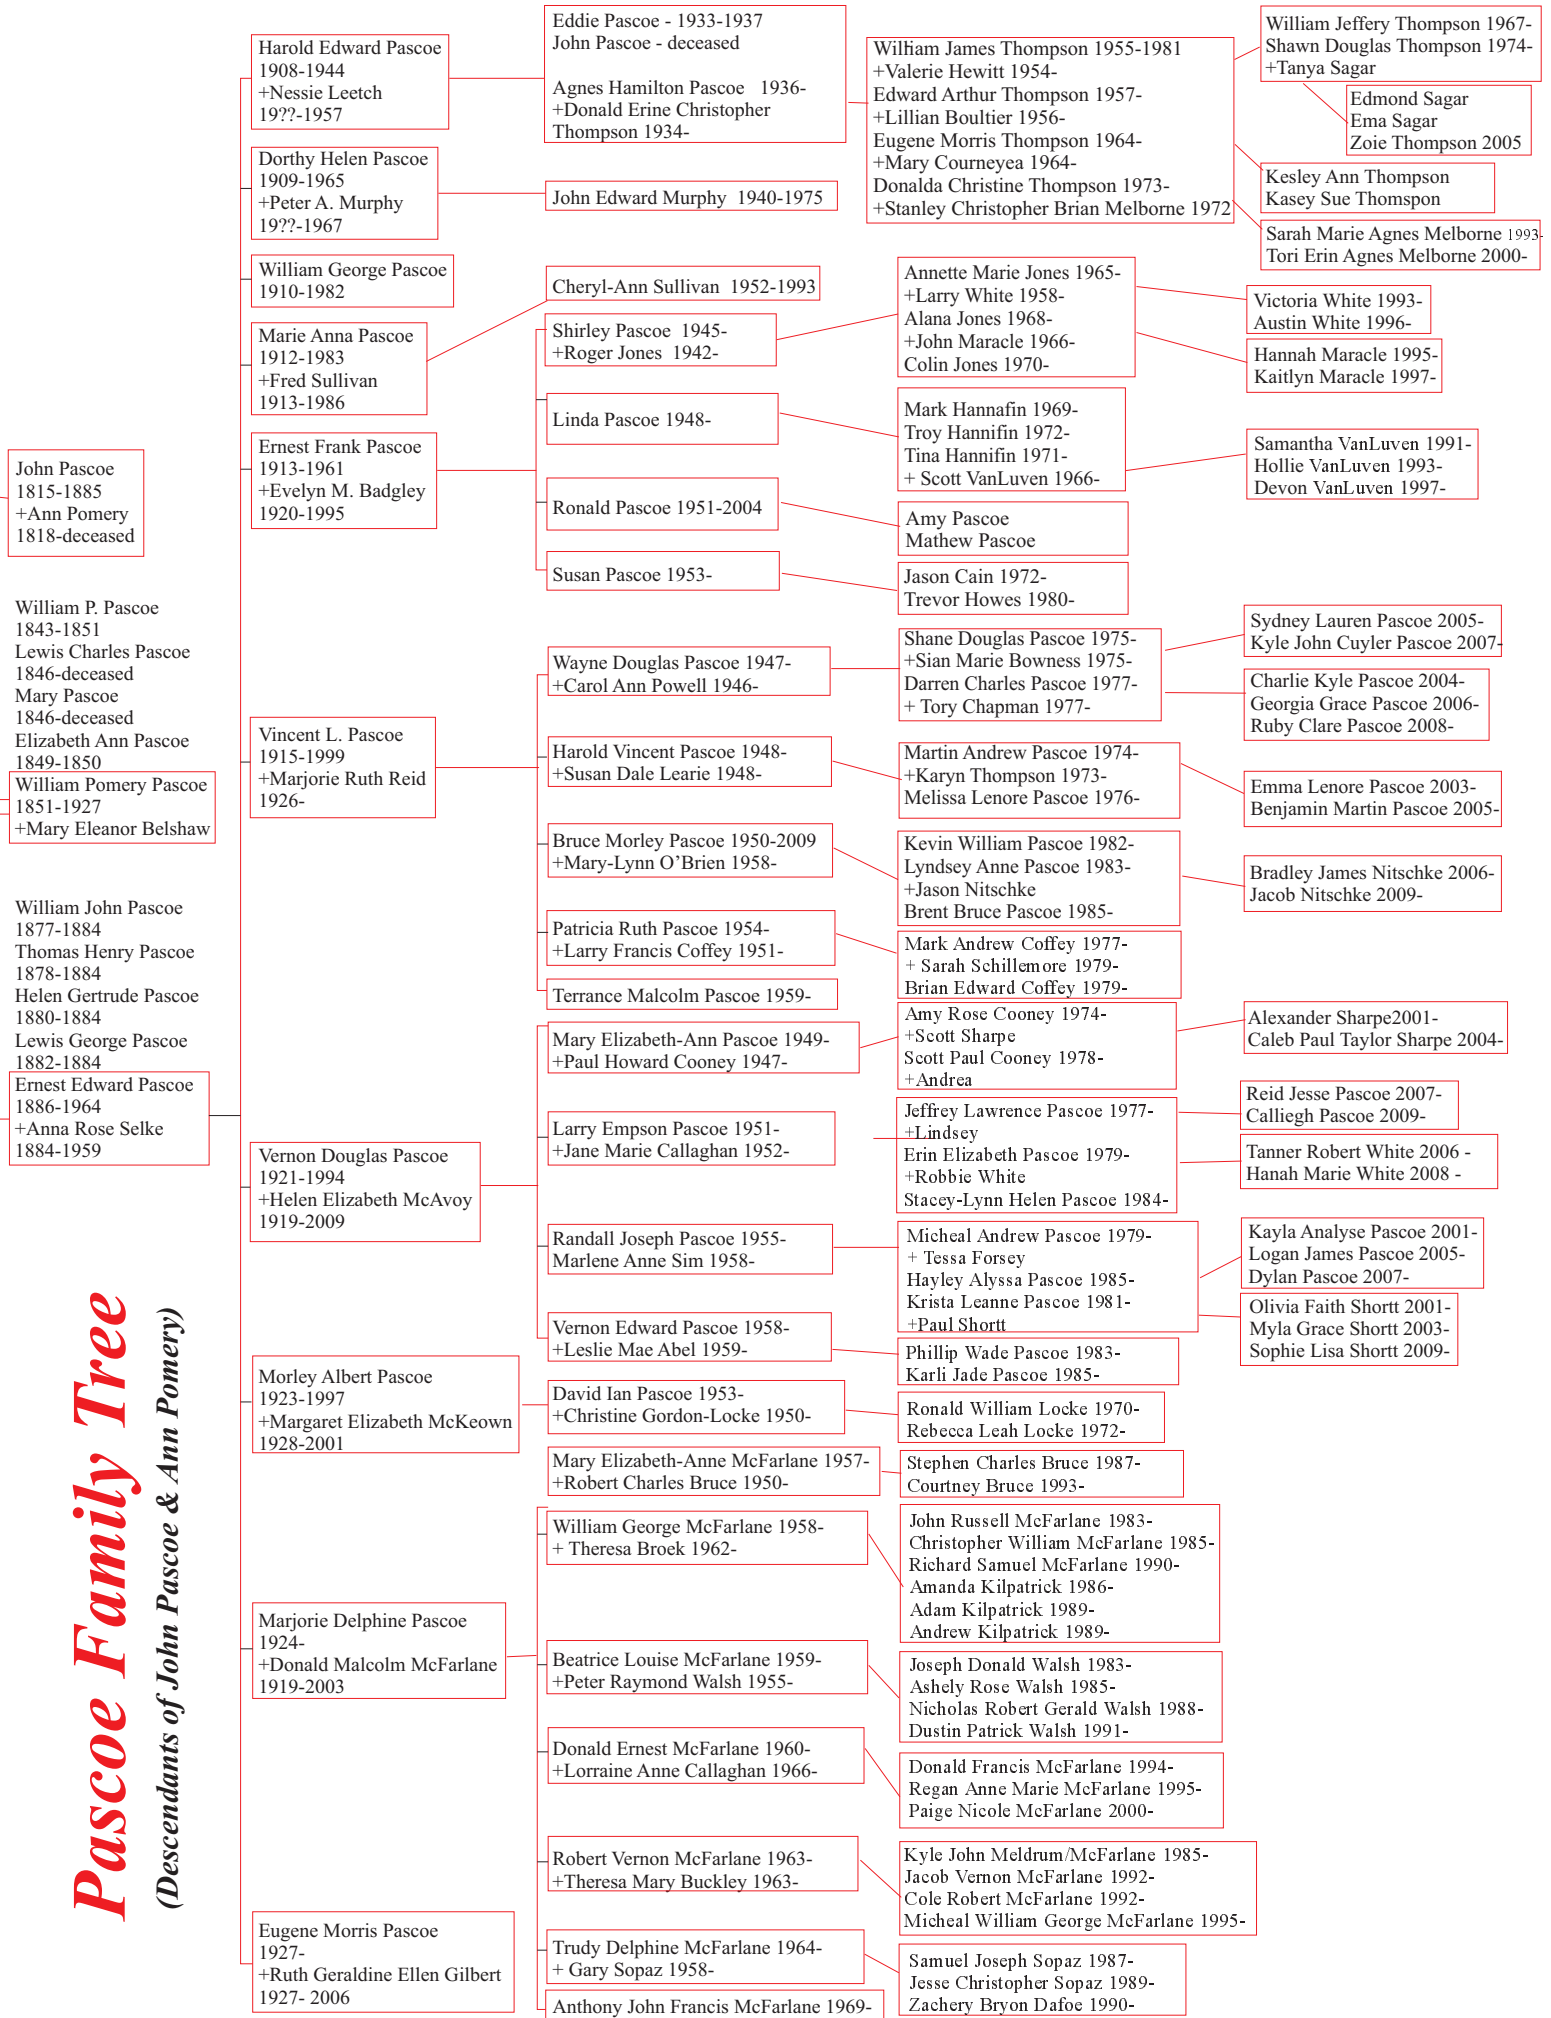 John Pascoe
1815-1885
+Ann Pomery
1818-deceased
William P. Pascoe
1843-1851
Lewis Charles Pascoe
1846-deceased
Mary Pascoe
1846-deceased
Elizabeth Ann Pascoe
1849-1850
William Pomery Pascoe
1851-1927
+Mary Eleanor Belshaw
William John Pascoe
1877-1884
Thomas Henry Pascoe
1878-1884
Helen Gertrude Pascoe
1880-1884
Lewis George Pascoe
1882-1884
Ernest Edward Pascoe
1886-1964
+Anna Rose Selke
1884-1959
Pascoe Family Tree
(Descendants of John Pascoe & Ann Pomery)
Harold Edward Pascoe
1908-1944
+Nessie Leetch
19??-1957
Dorthy Helen Pascoe
1909-1965
+Peter A. Murphy
19??-1967
William George Pascoe
1910-1982
Marie Anna Pascoe
1912-1983
+Fred Sullivan
1913-1986
Ernest Frank Pascoe
1913-1961
+Evelyn M. Badgley
1920-1995
Vincent L. Pascoe
1915-1999
+Marjorie Ruth Reid
1926-
Vernon Douglas Pascoe
1921-1994
+Helen Elizabeth McAvoy
1919-2009
Morley Albert Pascoe
1923-1997
+Margaret Elizabeth McKeown
1928-2001
Marjorie Delphine Pascoe
1924-
+Donald Malcolm McFarlane
1919-2003
Eugene Morris Pascoe
1927-
+Ruth Geraldine Ellen Gilbert
1927- 2006
Eddie Pascoe - 1933-1937
John Pascoe - deceased
Agnes Hamilton Pascoe 1936-
+Donald Erine Christopher
Thompson 1934-
John Edward Murphy 1940-1975
Cheryl-Ann Sullivan 1952-1993
Shirley Pascoe 1945-
+Roger Jones 1942-
Linda Pascoe 1948-
Ronald Pascoe 1951-2004
Susan Pascoe 1953-
Wayne Douglas Pascoe 1947-
+Carol Ann Powell 1946-
Harold Vincent Pascoe 1948-
+Susan Dale Learie 1948-
Bruce Morley Pascoe 1950-2009
+Mary-Lynn O'Brien 1958-
Patricia Ruth Pascoe 1954-
+Larry Francis Coffey 1951-
Terrance Malcolm Pascoe 1959-
Mary Elizabeth-Ann Pascoe 1949-
+Paul Howard Cooney 1947-
Larry Empson Pascoe 1951-
+Jane Marie Callaghan 1952-
Randall Joseph Pascoe 1955-
Marlene Anne Sim 1958-
Vernon Edward Pascoe 1958-
+Leslie Mae Abel 1959-
David Ian Pascoe 1953-
+Christine Gordon-Locke 1950-
Mary Elizabeth-Anne McFarlane 1957-
+Robert Charles Bruce 1950-
William George McFarlane 1958-
+ Theresa Broek 1962-
Beatrice Louise McFarlane 1959-
+Peter Raymond Walsh 1955-
Donald Ernest McFarlane 1960-
+Lorraine Anne Callaghan 1966-
Robert Vernon McFarlane 1963-
+Theresa Mary Buckley 1963-
Trudy Delphine McFarlane 1964-
+ Gary Sopaz 1958-
Anthony John Francis McFarlane 1969-
William James Thompson 1955-1981
+Valerie Hewitt 1954-
Edward Arthur Thompson 1957-
+Lillian Boultier 1956-
Eugene Morris Thompson 1964-
+Mary Courneyea 1964-
Donalda Christine Thompson 1973-
+Stanley Christopher Brian Melborne 1972
Annette Marie Jones 1965-
+Larry White 1958-
Alana Jones 1968-
+John Maracle 1966-
Colin Jones 1970-
Mark Hannafin 1969-
Troy Hannifin 1972-
Tina Hannifin 1971-
+ Scott VanLuven 1966-
Amy Pascoe
Mathew Pascoe
Jason Cain 1972-
Trevor Howes 1980-
Shane Douglas Pascoe 1975-
+Sian Marie Bowness 1975-
Darren Charles Pascoe 1977-
+ Tory Chapman 1977-
Martin Andrew Pascoe 1974-
+Karyn Thompson 1973-
Melissa Lenore Pascoe 1976-
Kevin William Pascoe 1982-
Lyndsey Anne Pascoe 1983-
+Jason Nitschke
Brent Bruce Pascoe 1985-
Mark Andrew Coffey 1977-
+ Sarah Schillemore 1979-
Brian Edward Coffey 1979-
Amy Rose Cooney 1974-
+Scott Sharpe
Scott Paul Cooney 1978-
+Andrea
Jeffrey Lawrence Pascoe 1977-
+Lindsey
Erin Elizabeth Pascoe 1979-
+Robbie White
Stacey-Lynn Helen Pascoe 1984-
Micheal Andrew Pascoe 1979-
+ Tessa Forsey
Hayley Alyssa Pascoe 1985-
Krista Leanne Pascoe 1981-
+Paul Shortt
Phillip Wade Pascoe 1983-
Karli Jade Pascoe 1985-
Ronald William Locke 1970-
Rebecca Leah Locke 1972-
Stephen Charles Bruce 1987-
Courtney Bruce 1993-
John Russell McFarlane 1983-
Christopher William McFarlane 1985-
Richard Samuel McFarlane 1990-
Amanda Kilpatrick 1986-
Adam Kilpatrick 1989-
Andrew Kilpatrick 1989-
Joseph Donald Walsh 1983-
Ashely Rose Walsh 1985-
Nicholas Robert Gerald Walsh 1988-
Dustin Patrick Walsh 1991-
Donald Francis McFarlane 1994-
Regan Anne Marie McFarlane 1995-
Paige Nicole McFarlane 2000-
Kyle John Meldrum/McFarlane 1985-
Jacob Vernon McFarlane 1992-
Cole Robert McFarlane 1992-
Micheal William George McFarlane 1995-
Samuel Joseph Sopaz 1987-
Jesse Christopher Sopaz 1989-
Zachery Bryon Dafoe 1990-
William Jeffery Thompson 1967-
Shawn Douglas Thompson 1974-
+Tanya Sagar
Edmond Sagar
Ema Sagar
Zoie Thompson 2005
Kesley Ann Thompson
Kasey Sue Thomspon
Sarah Marie Agnes Melborne 1993-
Tori Erin Agnes Melborne 2000-
Victoria White 1993-
Austin White 1996-
Hannah Maracle 1995-
Kaitlyn Maracle 1997-
Samantha VanLuven 1991-
Hollie VanLuven 1993-
Devon VanLuven 1997-
Sydney Lauren Pascoe 2005-
Kyle John Cuyler Pascoe 2007-
Charlie Kyle Pascoe 2004-
Georgia Grace Pascoe 2006-
Ruby Clare Pascoe 2008-
Emma Lenore Pascoe 2003-
Benjamin Martin Pascoe 2005-
Bradley James Nitschke 2006-
Jacob Nitschke 2009-
Alexander Sharpe2001-
Caleb Paul Taylor Sharpe 2004-
Reid Jesse Pascoe 2007-
Calliegh Pascoe 2009-
Tanner Robert White 2006 -
Hanah Marie White 2008 -
Kayla Analyse Pascoe 2001-
Logan James Pascoe 2005-
Dylan Pascoe 2007-
Olivia Faith Shortt 2001-
Myla Grace Shortt 2003-
Sophie Lisa Shortt 2009-